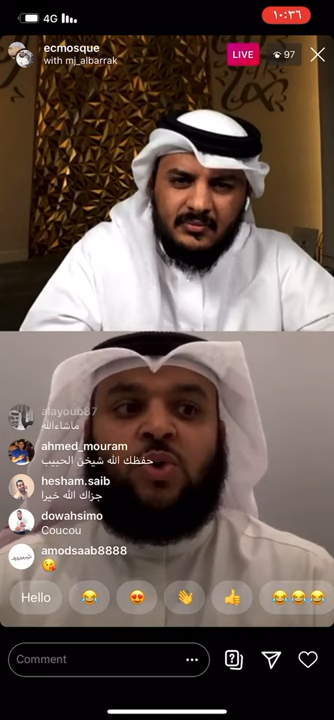 4G
١٠:٣٦
ecmosque
with mj_albarrak
LIVE
97
alayoub87
ماشاءالله
ahmed_mouram
حفظك الله شيخن الحبيب
hesham.saib
جزاك الله خيرا
dowahsimo
Coucou
amodsaab8888
😘
Hello 😂 😍 👋 👍 😂😂😂
Comment